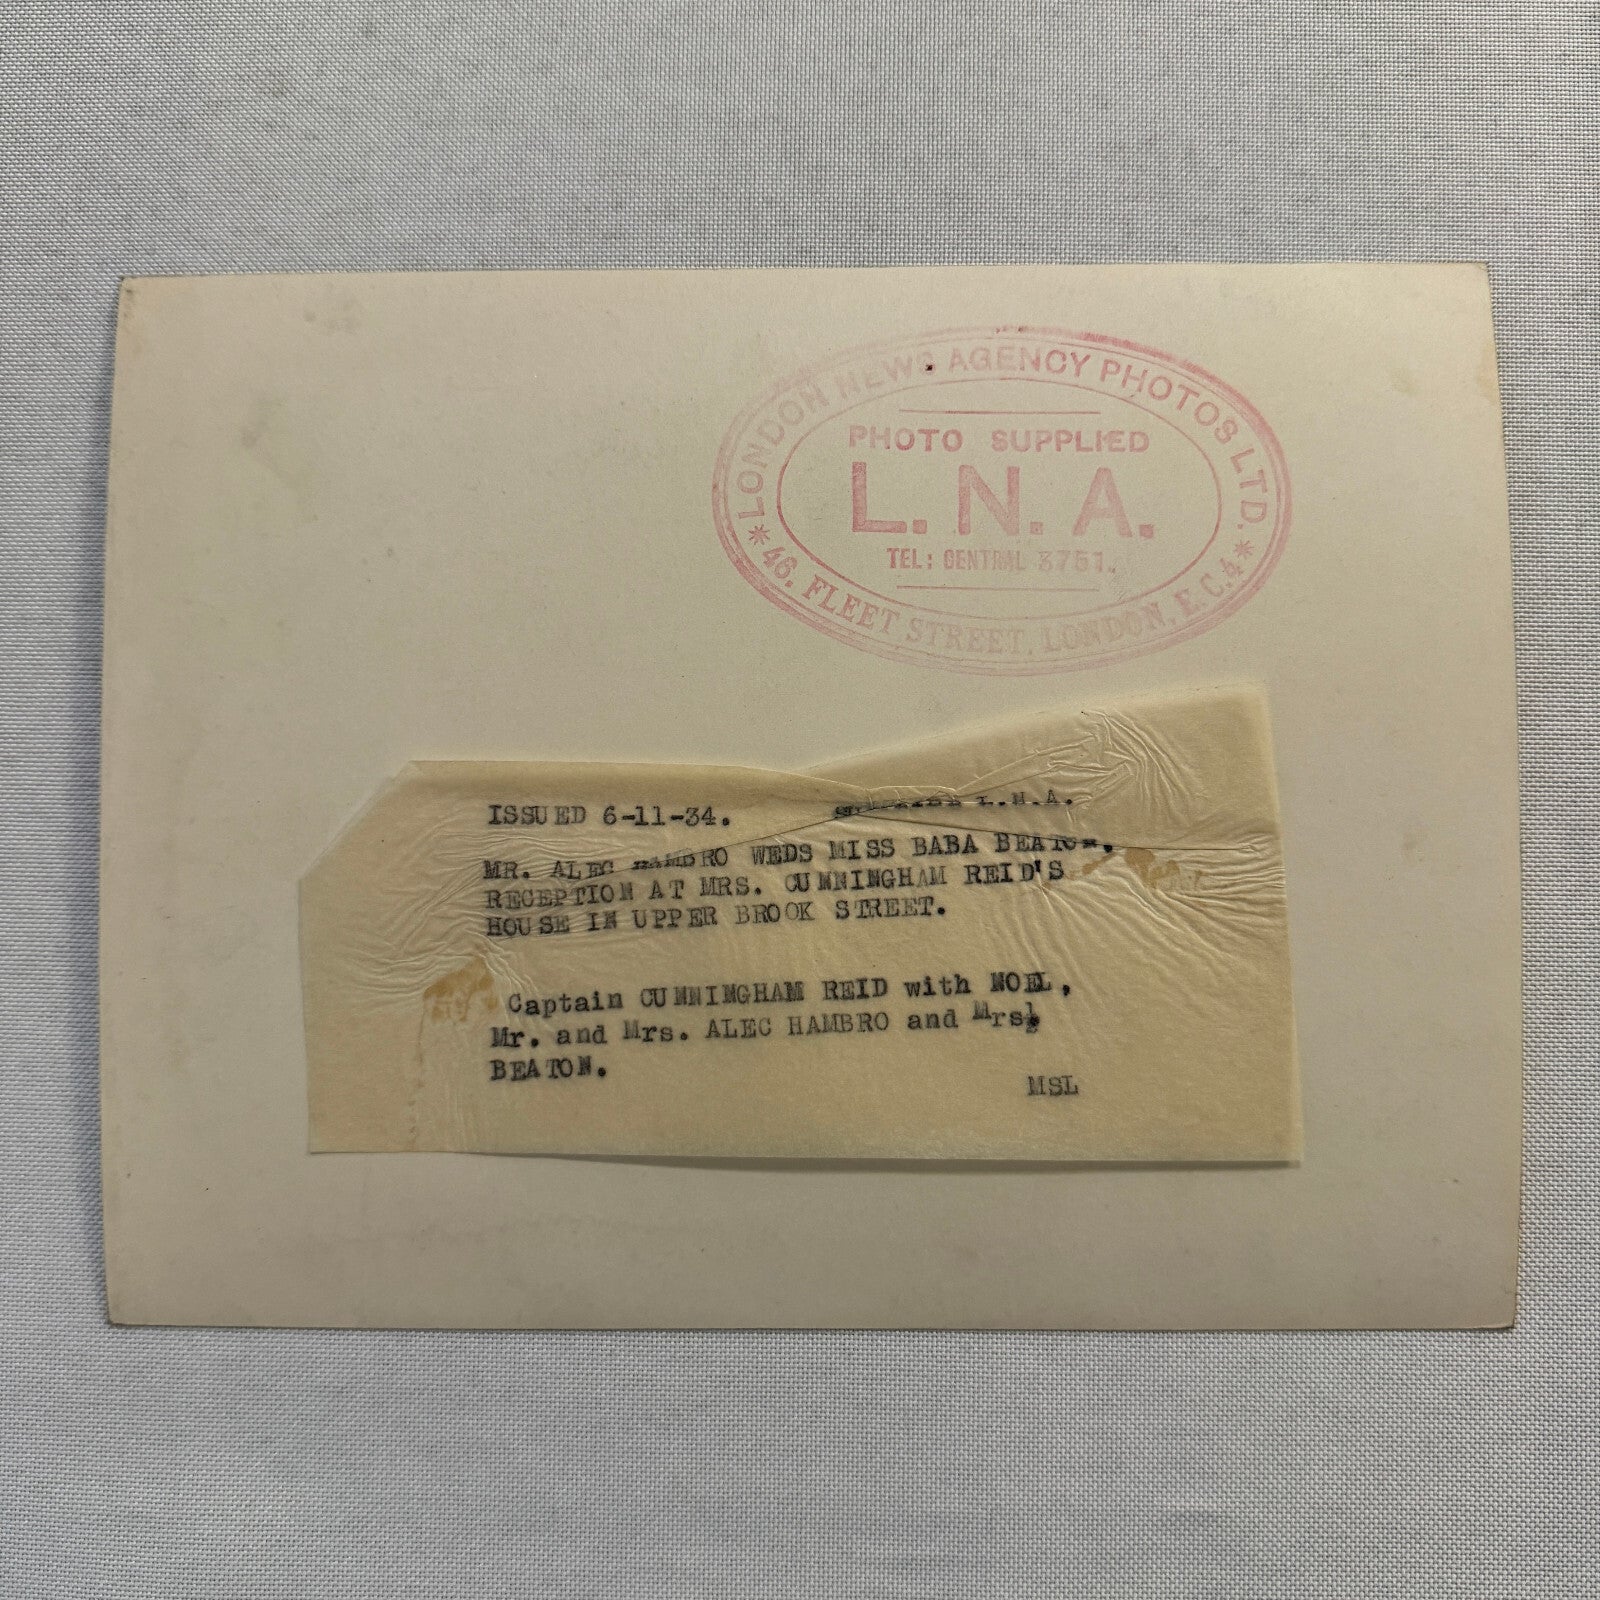 LONDON NEWS AGENCY PHOTOS LTD.
PHOTO SUPPLIED
L. N. A.
TEL: CENTRAL 3751.
* 46. FLEET STREET, LONDON, E.C.4 *
ISSUED 6-11-34. L.N.A.
MR. ALEC HAMBRO WEDS MISS BABA BEATON.
RECEPTION AT MRS. CUNNINGHAM REID'S
HOUSE IN UPPER BROOK STREET.
Captain CUNNINGHAM REID with NOEL,
Mr. and Mrs. ALEC HAMBRO and Mrs.
BEATON.
MSL